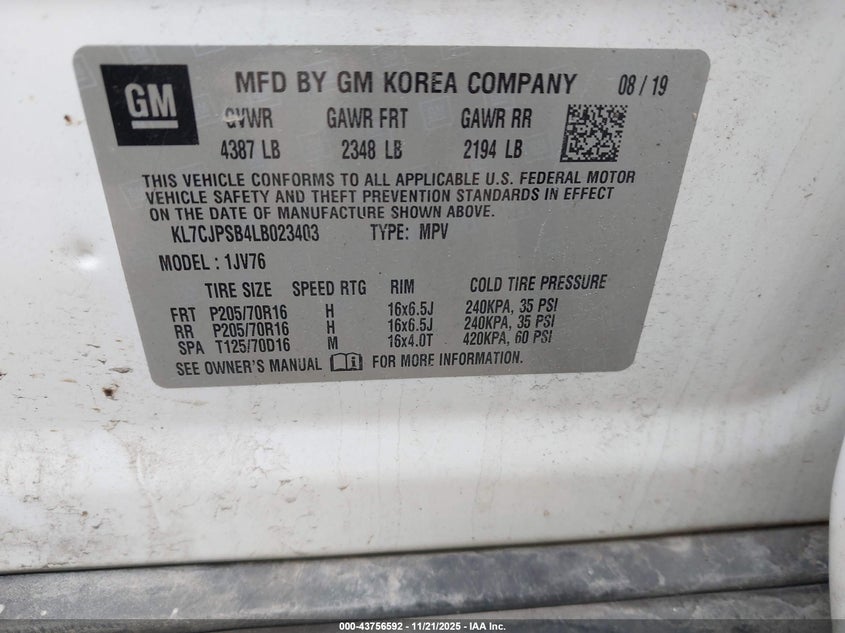 GM
MFD BY GM KOREA COMPANY 08 / 19
GVWR GAWR FRT GAWR RR
4387 LB 2348 LB 2194 LB
THIS VEHICLE CONFORMS TO ALL APPLICABLE U.S. FEDERAL MOTOR
VEHICLE SAFETY AND THEFT PREVENTION STANDARDS IN EFFECT
ON THE DATE OF MANUFACTURE SHOWN ABOVE.
KL7CJPSB4LB023403 TYPE: MPV
MODEL : 1JV76
TIRE SIZE SPEED RTG RIM COLD TIRE PRESSURE
FRT P205/70R16 H 16x6.5J 240KPA, 35 PSI
RR P205/70R16 H 16x6.5J 240KPA, 35 PSI
SPA T125/70D16 M 16x4.0T 420KPA, 60 PSI
SEE OWNER'S MANUAL i FOR MORE INFORMATION.
000-43756592 — 11/21/2025 — IAA Inc.